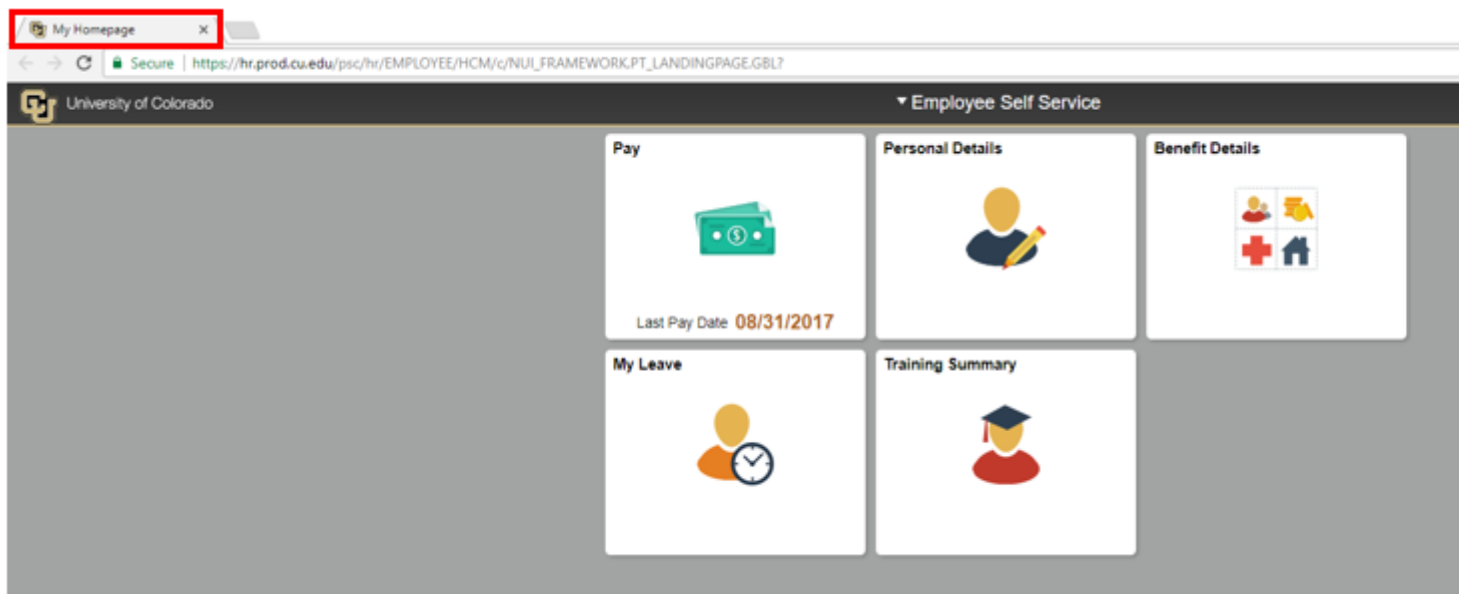 My Homepage
Secure | https://hr.prod.cu.edu/psc/hr/EMPLOYEE/HCM/c/NUI_FRAMEWORK.PT_LANDINGPAGE.GBL?
University of Colorado
Employee Self Service
Pay
Personal Details
Benefit Details
Last Pay Date 08/31/2017
My Leave
Training Summary